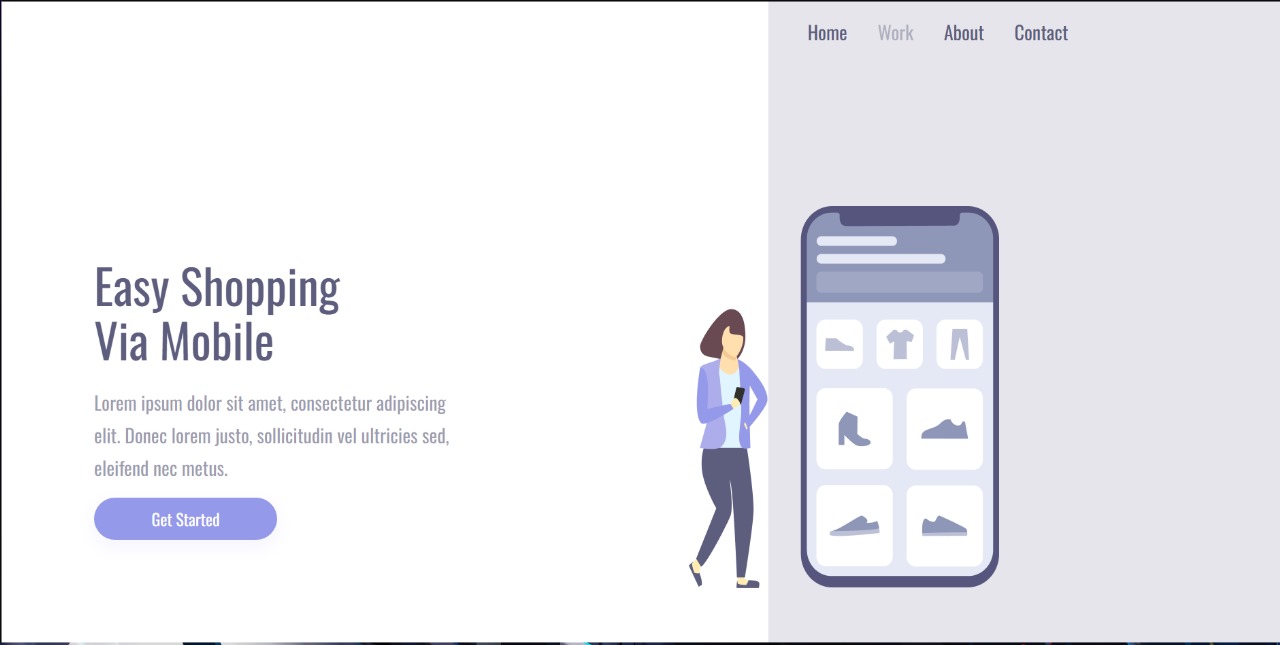 Home Work About Contact
Easy Shopping
Via Mobile
Lorem ipsum dolor sit amet, consectetur adipiscing
elit. Donec lorem justo, sollicitudin vel ultricies sed,
eleifend nec metus.
Get Started